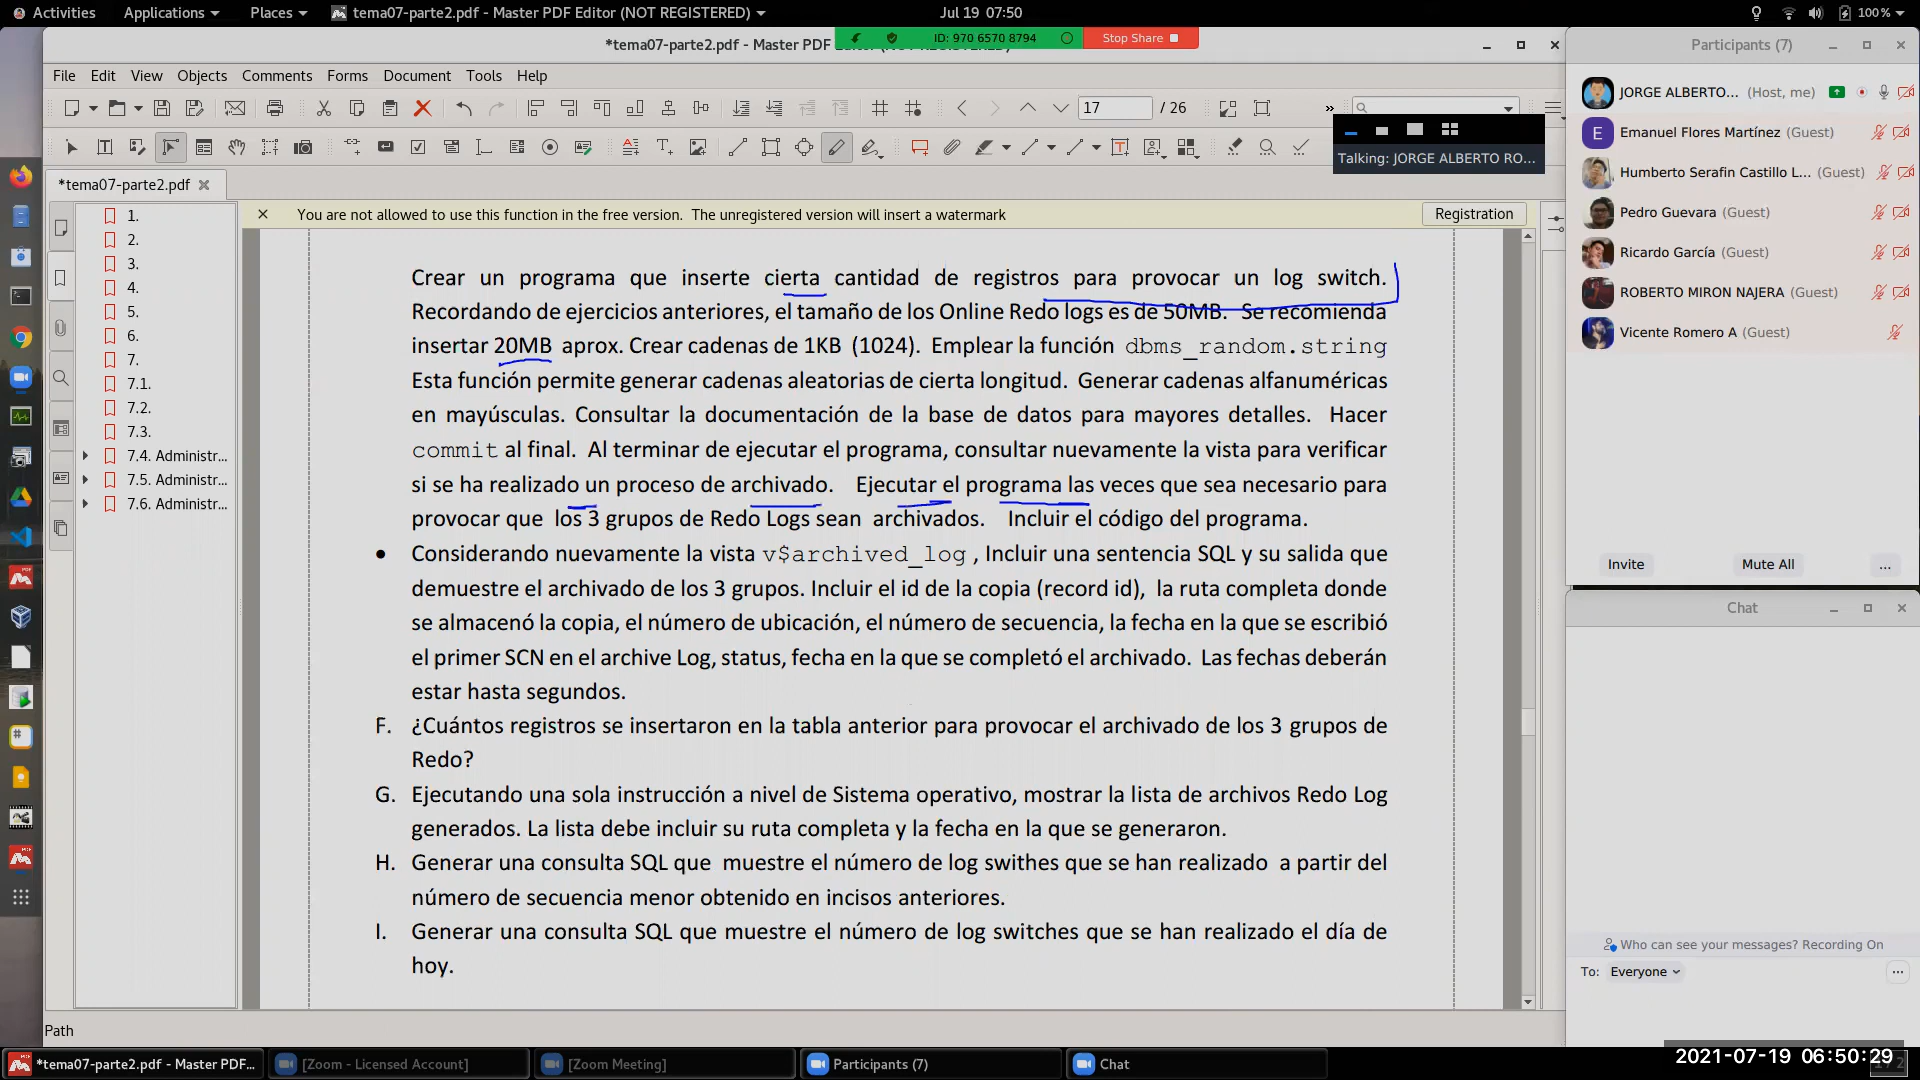 Activities Applications Places tema07-parte2.pdf - Master PDF Editor (NOT REGISTERED) Jul 19 07:50 100%
*tema07-parte2.pdf - Master PDF
ID: 970 6570 8794 Stop Share
File Edit View Objects Comments Forms Document Tools Help
17 / 26
Talking: JORGE ALBERTO RO...
*tema07-parte2.pdf
You are not allowed to use this function in the free version. The unregistered version will insert a watermark Registration
1.
2.
3.
4.
5.
6.
7.
7.1.
7.2.
7.3.
7.4. Administr...
7.5. Administr...
7.6. Administr...
Crear un programa que inserte cierta cantidad de registros para provocar un log switch.
Recordando de ejercicios anteriores, el tamaño de los Online Redo logs es de 50MB. Se recomienda
insertar 20MB aprox. Crear cadenas de 1KB (1024). Emplear la función dbms_random.string
Esta función permite generar cadenas aleatorias de cierta longitud. Generar cadenas alfanuméricas
en mayúsculas. Consultar la documentación de la base de datos para mayores detalles. Hacer
commit al final. Al terminar de ejecutar el programa, consultar nuevamente la vista para verificar
si se ha realizado un proceso de archivado. Ejecutar el programa las veces que sea necesario para
provocar que los 3 grupos de Redo Logs sean archivados. Incluir el código del programa.
• Considerando nuevamente la vista v$archived_log , Incluir una sentencia SQL y su salida que
demuestre el archivado de los 3 grupos. Incluir el id de la copia (record id), la ruta completa donde
se almacenó la copia, el número de ubicación, el número de secuencia, la fecha en la que se escribió
el primer SCN en el archive Log, status, fecha en la que se completó el archivado. Las fechas deberán
estar hasta segundos.
F. ¿Cuántos registros se insertaron en la tabla anterior para provocar el archivado de los 3 grupos de
Redo?
G. Ejecutando una sola instrucción a nivel de Sistema operativo, mostrar la lista de archivos Redo Log
generados. La lista debe incluir su ruta completa y la fecha en la que se generaron.
H. Generar una consulta SQL que muestre el número de log swithes que se han realizado a partir del
número de secuencia menor obtenido en incisos anteriores.
I. Generar una consulta SQL que muestre el número de log switches que se han realizado el día de
hoy.
Path
Participants (7)
JORGE ALBERTO... (Host, me)
E Emanuel Flores Martínez (Guest)
Humberto Serafin Castillo L... (Guest)
Pedro Guevara (Guest)
Ricardo García (Guest)
ROBERTO MIRON NAJERA (Guest)
Vicente Romero A (Guest)
Invite Mute All ...
Chat
Who can see your messages? Recording On
To: Everyone
*tema07-parte2.pdf - Master PDF... [Zoom - Licensed Account] [Zoom Meeting] Participants (7) Chat
2021-07-19 06:50:29